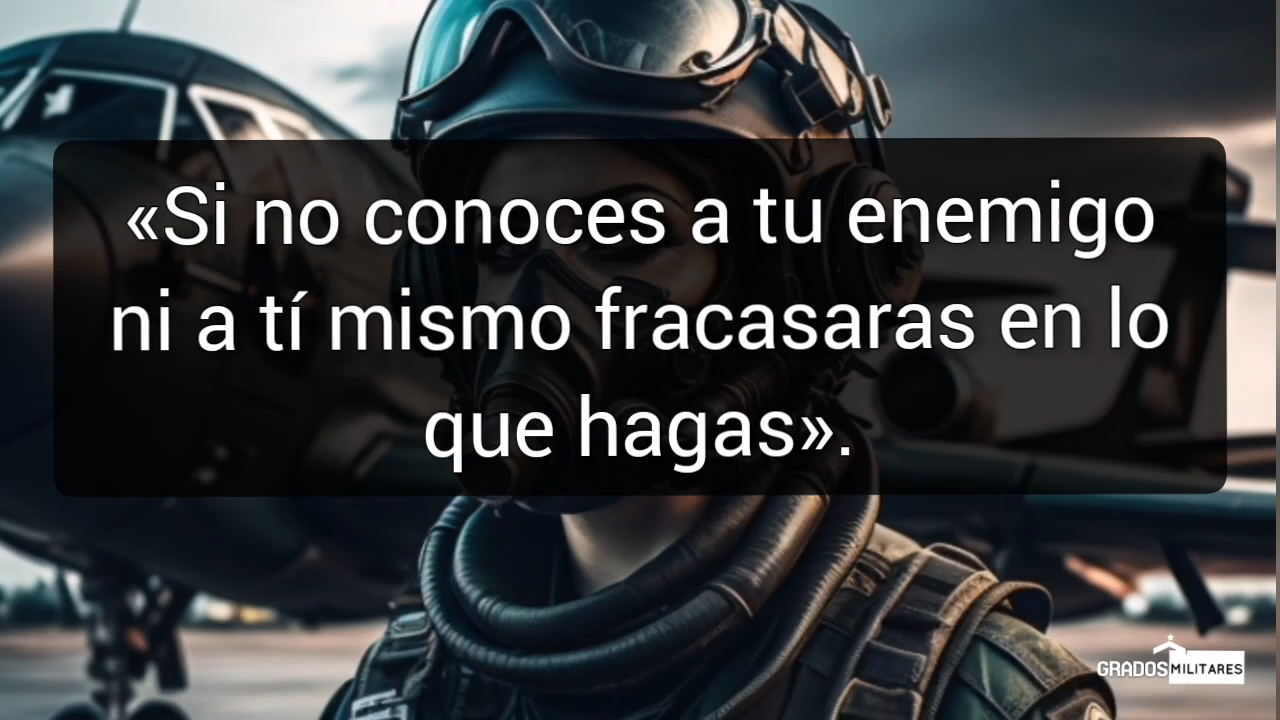 «Si no conoces a tu enemigo
ni a tí mismo fracasaras en lo
que hagas».
GRADOS MILITARES